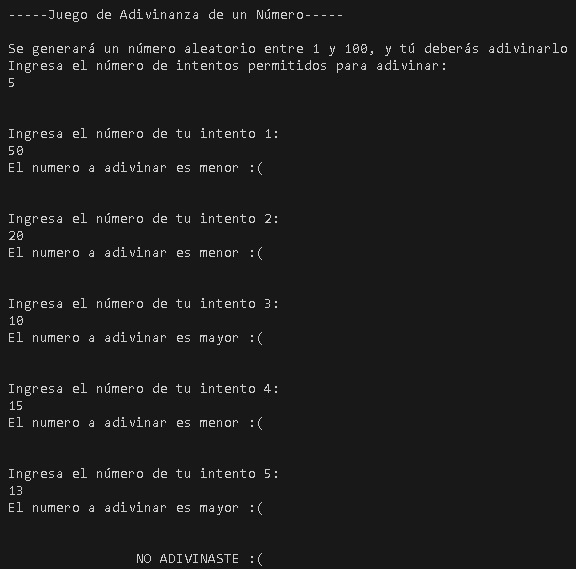 -----Juego de Adivinanza de un Número-----
Se generará un número aleatorio entre 1 y 100, y tú deberás adivinarlo
Ingresa el número de intentos permitidos para adivinar:
5
Ingresa el número de tu intento 1:
50
El numero a adivinar es menor :(
Ingresa el número de tu intento 2:
20
El numero a adivinar es menor :(
Ingresa el número de tu intento 3:
10
El numero a adivinar es mayor :(
Ingresa el número de tu intento 4:
15
El numero a adivinar es menor :(
Ingresa el número de tu intento 5:
13
El numero a adivinar es mayor :(
NO ADIVINASTE :(